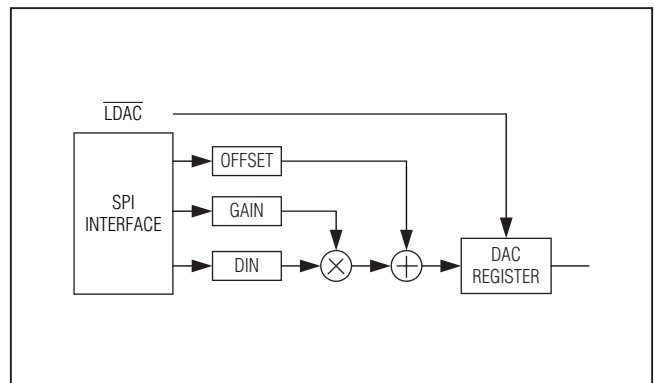 LDAC
OFFSET
SPI
INTERFACE
GAIN
DIN
DAC
REGISTER